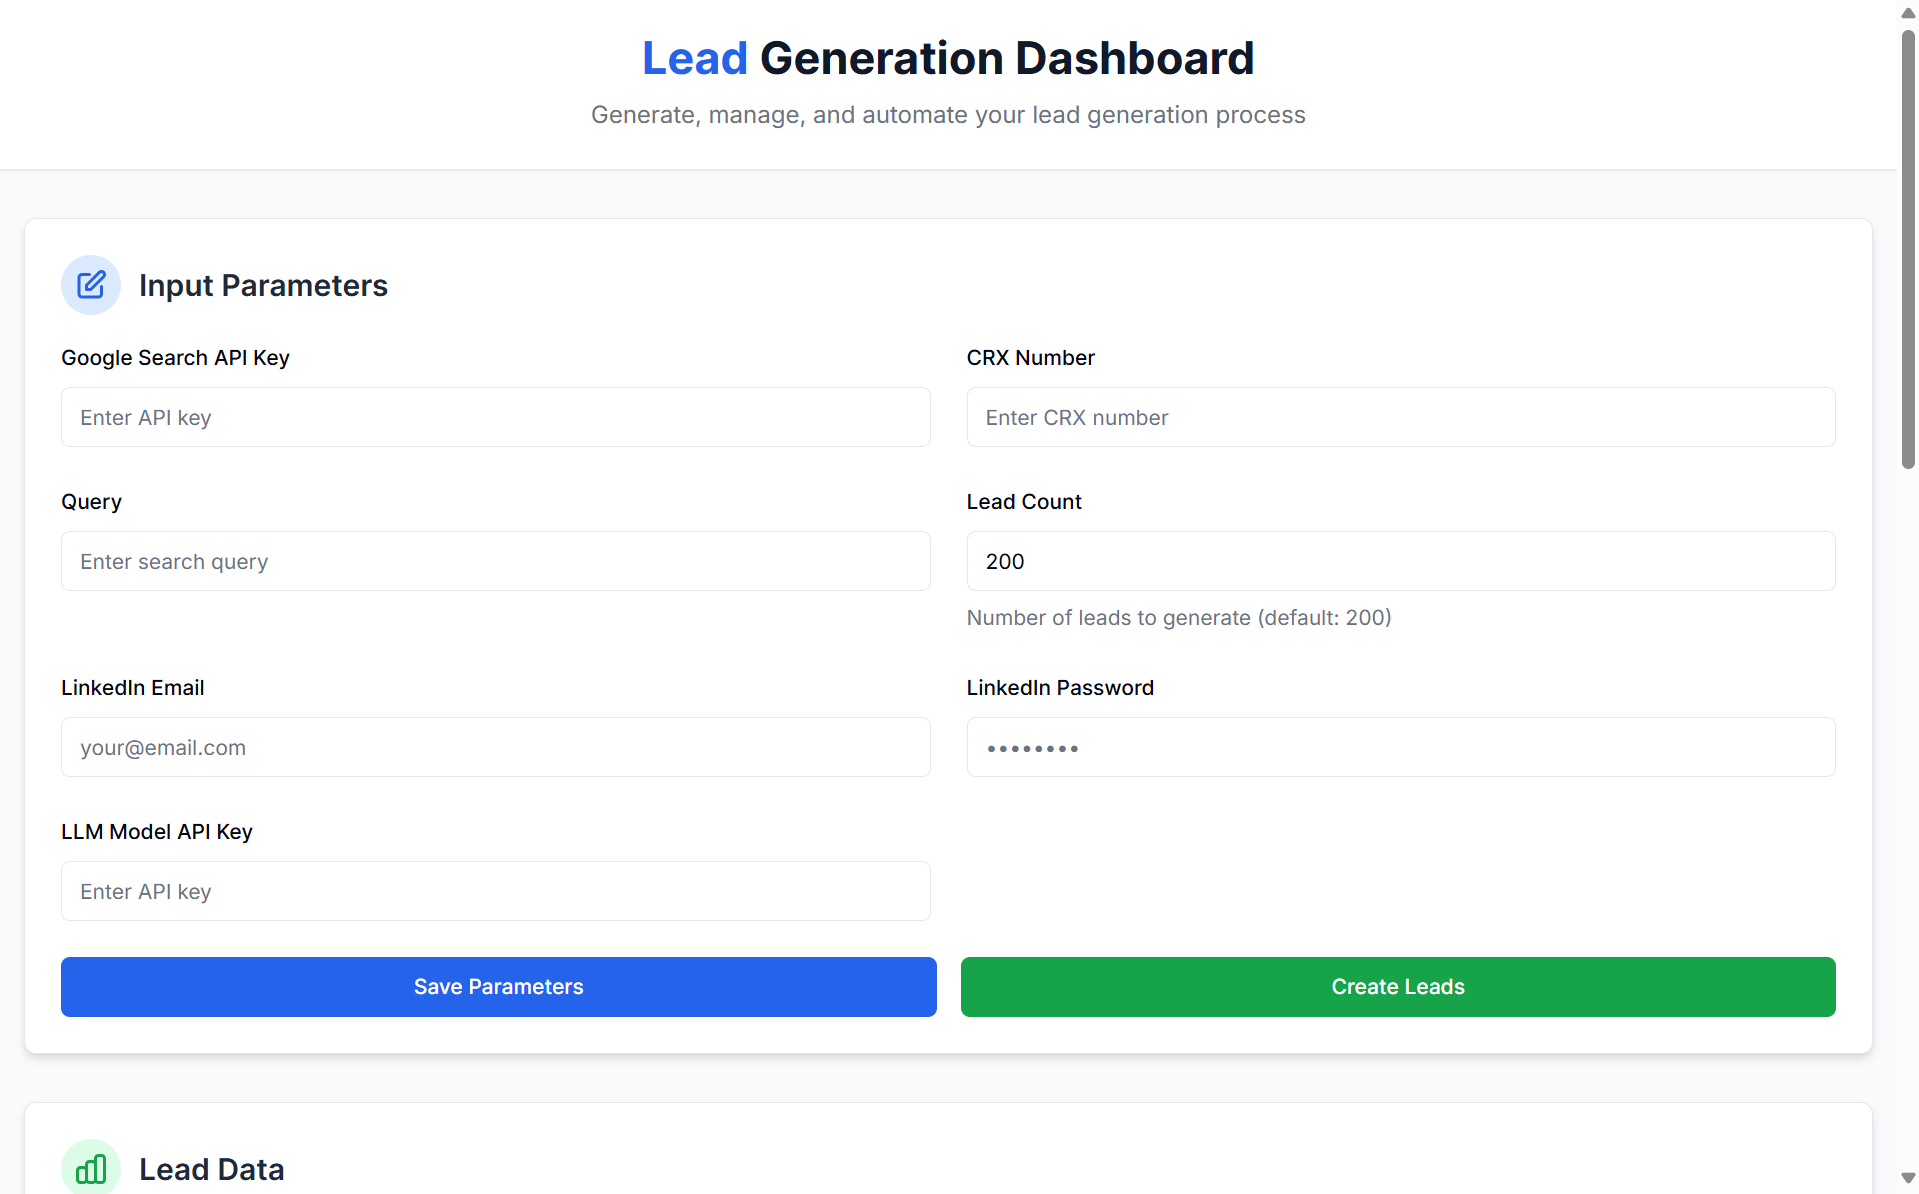 Lead Generation Dashboard
Generate, manage, and automate your lead generation process
Input Parameters
Google Search API Key
CRX Number
Enter API key
Enter CRX number
Query
Lead Count
Enter search query
200
Number of leads to generate (default: 200)
LinkedIn Email
LinkedIn Password
your@email.com
••••••••
LLM Model API Key
Enter API key
Save Parameters
Create Leads
Lead Data